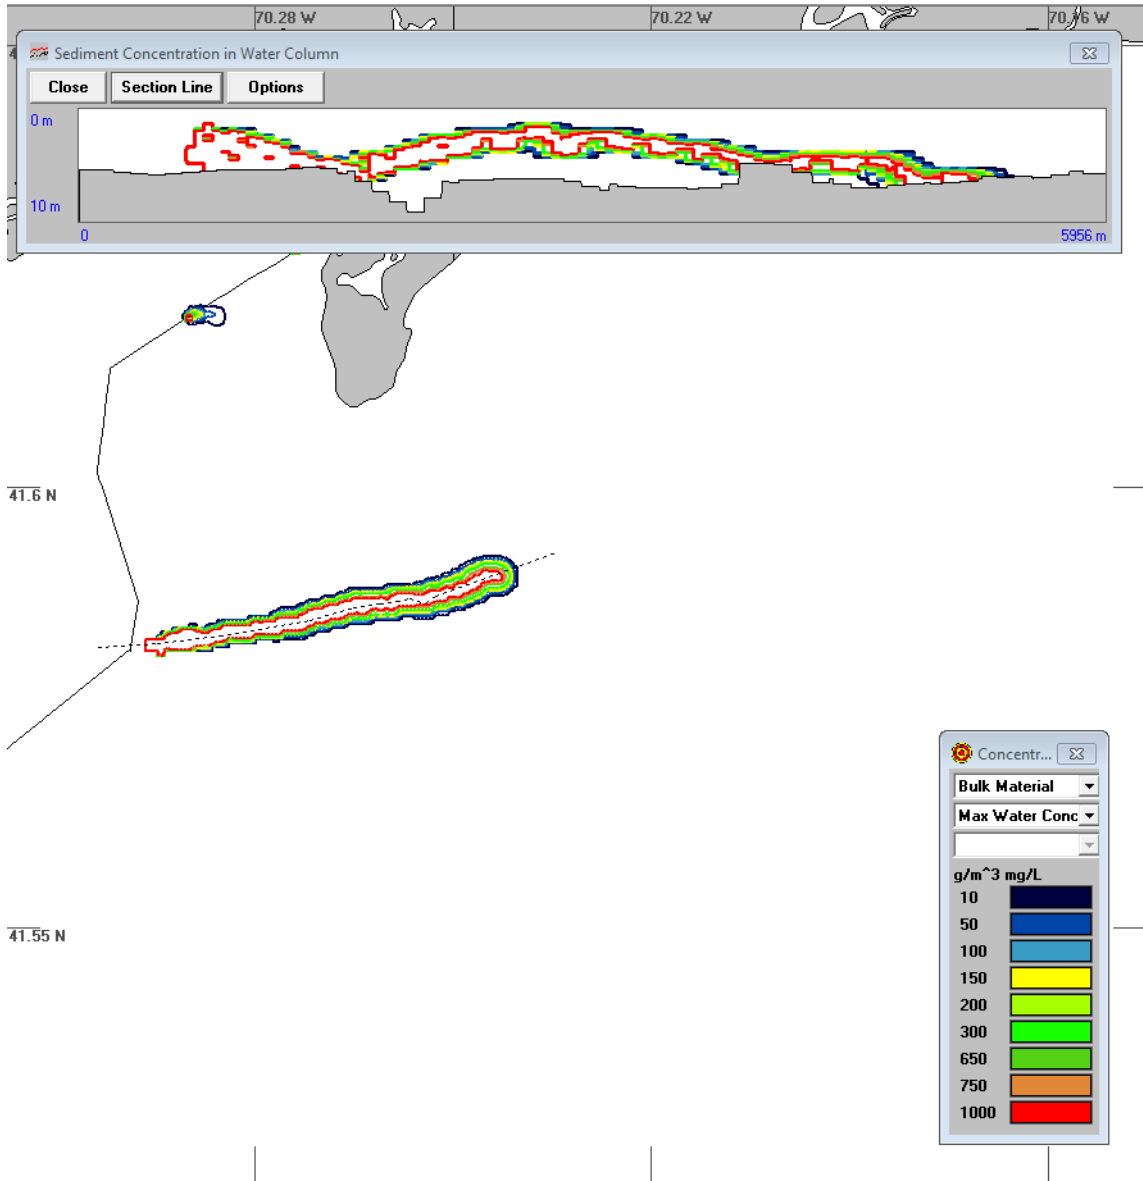 70.28 W
70.22 W
Sediment Concentration in Water Column
Close
Section Line
Options
0 m
10 m
0
5956 m
41.6 N
41.55 N
Concentr...
Bulk Material
Max Water Conc
g/m^3 mg/L
10
50
100
150
200
300
650
750
1000